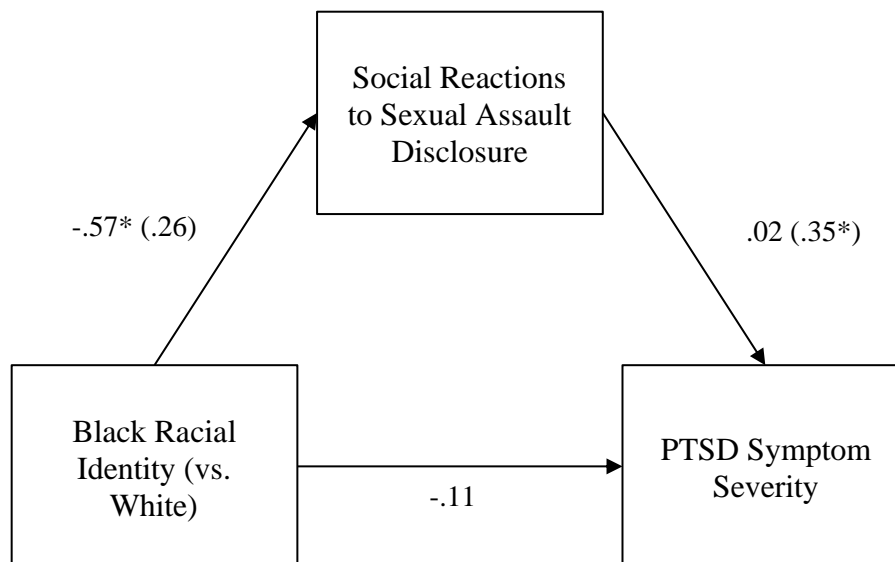 Social Reactions
to Sexual Assault
Disclosure
-.57* (.26)
.02 (.35*)
Black Racial
Identity (vs.
White)
-.11
PTSD Symptom
Severity